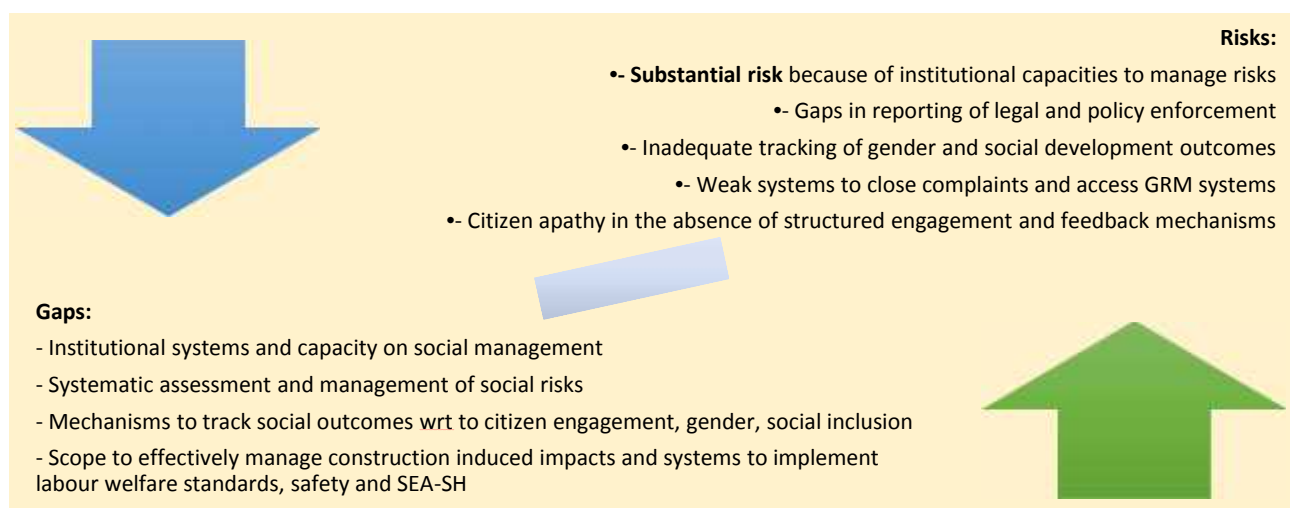 Risks:
•- Substantial risk because of institutional capacities to manage risks
•- Gaps in reporting of legal and policy enforcement
•- Inadequate tracking of gender and social development outcomes
•- Weak systems to close complaints and access GRM systems
•- Citizen apathy in the absence of structured engagement and feedback mechanisms
Gaps:
- Institutional systems and capacity on social management
- Systematic assessment and management of social risks
- Mechanisms to track social outcomes wrt to citizen engagement, gender, social inclusion
- Scope to effectively manage construction induced impacts and systems to implement
labour welfare standards, safety and SEA-SH